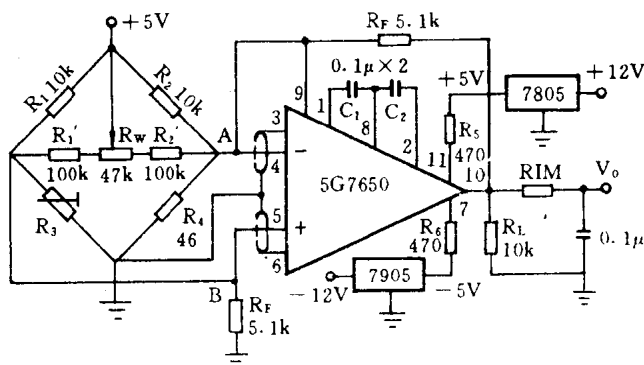 +5V
R_F 5.1k
R₁ 10k
R₂ 10k
0.1μ×2
C₁
C₂
+5V
7805
+12V
9
1
8
2
3
4
5
6
7
10
11
R₁′
100k
R_W
47k
R₂′
100k
A
R₃
R₄
46
−
+
5G7650
R₅
470
RIM
V₀
R₆
470
R_L
10k
0.1μ
7905
−12V
−5V
B
R_F
5.1k